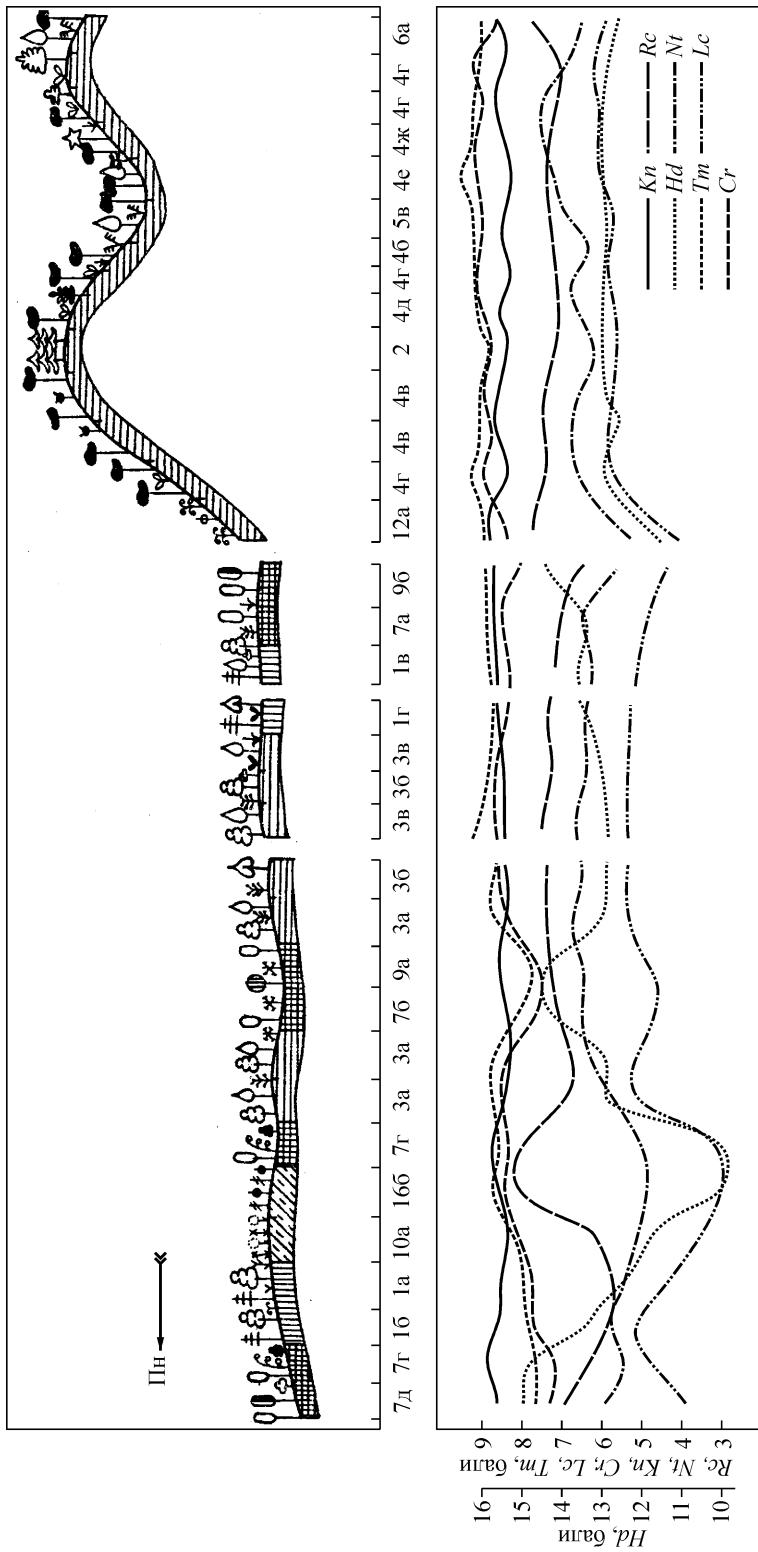 Пн
7д 7г 1б 1а 10а 16б 7г 3а 3а 7б 9а 3а 3б 3в 3б 3в 1г 1в 7а 9б 12а 4г 4в 4в 2 4д 4г 4б 5в 4е 4ж 4г 4г 6а
Hd, бали
16
15
14
13
12
11
10
Rc, Nt, Kn, Cr, Lc, Tm, бали
9
8
7
6
5
4
3
Kn Rc
Hd Nt
Tm Lc
Cr